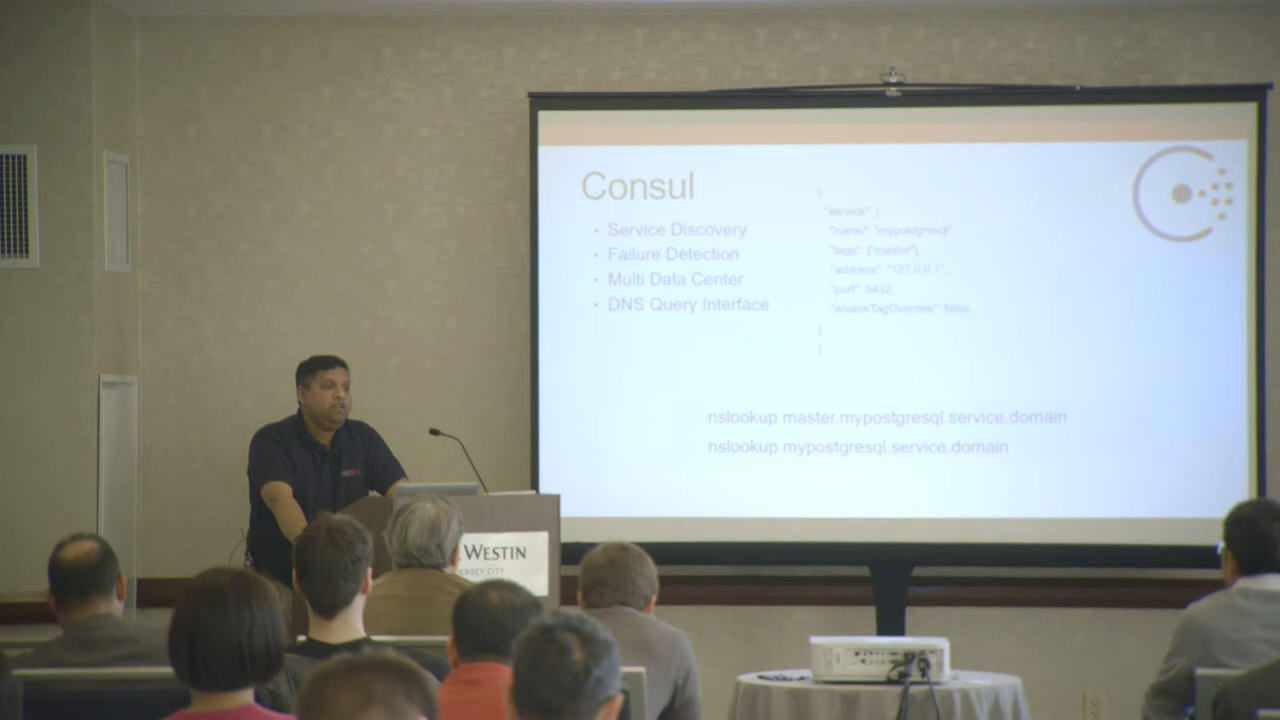 Consul
• Service Discovery
• Failure Detection
• Multi Data Center
• DNS Query Interface
{
"service": {
"name": "mypostgresql",
"tags": ["master"],
"address": "127.0.0.1",
"port": 5432,
"enableTagOverride": false,
}
}
nslookup master.mypostgresql.service.domain
nslookup mypostgresql.service.domain
WESTIN
ERSEY CITY